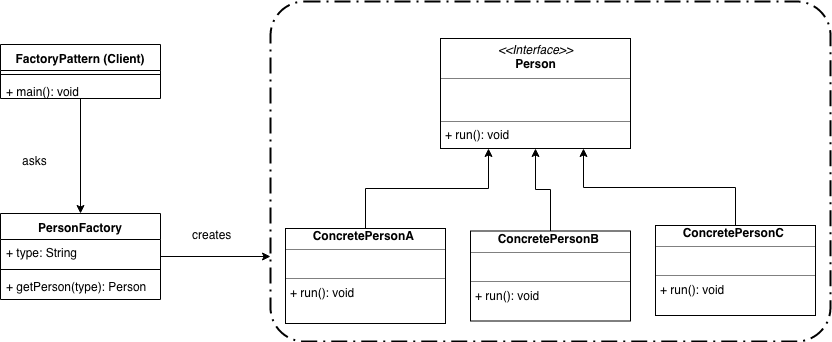 FactoryPattern (Client)
+ main(): void
asks
PersonFactory
+ type: String
+ getPerson(type): Person
creates
<<Interface>>
Person
+ run(): void
ConcretePersonA
+ run(): void
ConcretePersonB
+ run(): void
ConcretePersonC
+ run(): void